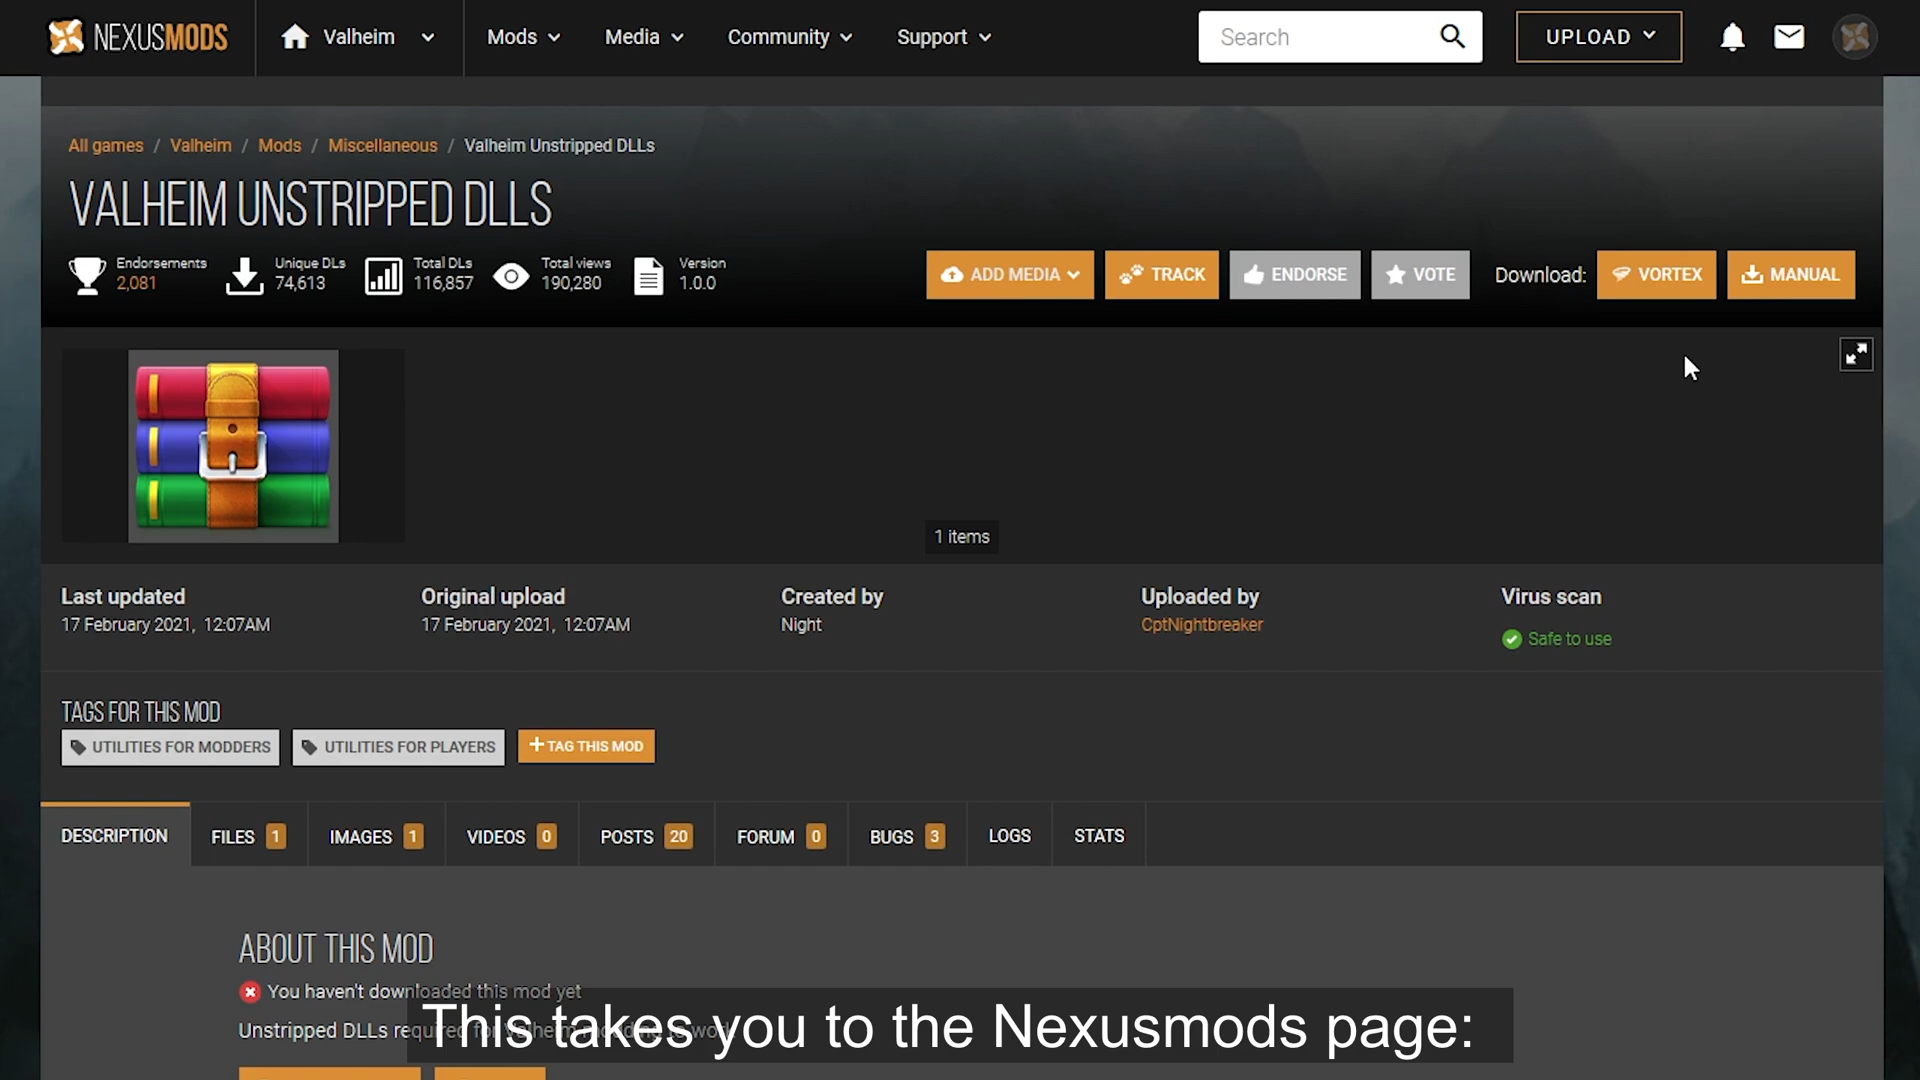 NEXUSMODS
Valheim
Mods
Media
Community
Support
Search
UPLOAD
All games / Valheim / Mods / Miscellaneous / Valheim Unstripped DLLs
VALHEIM UNSTRIPPED DLLS
Endorsements
2,081
Unique DLs
74,613
Total DLs
116,857
Total views
190,280
Version
1.0.0
ADD MEDIA
TRACK
ENDORSE
VOTE
Download:
VORTEX
MANUAL
1 items
Last updated
17 February 2021, 12:07AM
Original upload
17 February 2021, 12:07AM
Created by
Night
Uploaded by
CptNightbreaker
Virus scan
Safe to use
TAGS FOR THIS MOD
UTILITIES FOR MODDERS
UTILITIES FOR PLAYERS
+TAG THIS MOD
DESCRIPTION
FILES 1
IMAGES 1
VIDEOS 0
POSTS 20
FORUM 0
BUGS 3
LOGS
STATS
ABOUT THIS MOD
You haven't downloaded this mod yet
Unstripped DLLs required for Valheim modding to work
This takes you to the Nexusmods page: